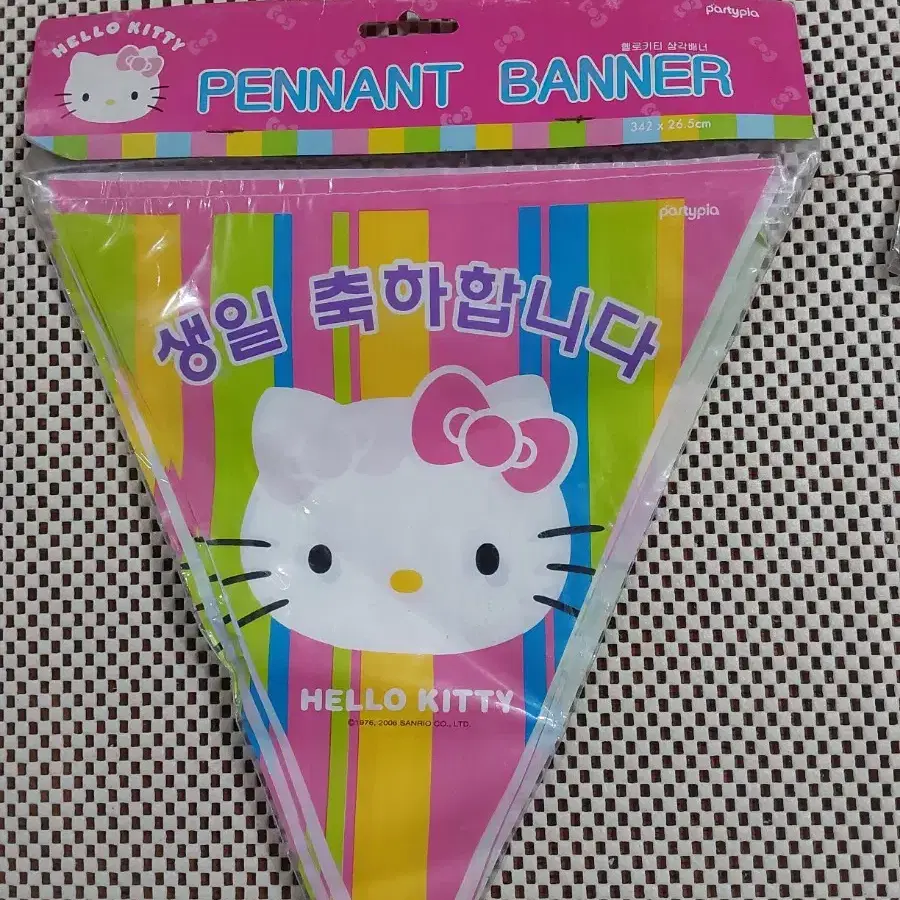 HELLO KITTY
partypia
헬로키티 삼각배너
PENNANT BANNER
342 x 26.5cm
partypia
생일 축하합니다
HELLO KITTY
©1976, 2006 SANRIO CO., LTD.